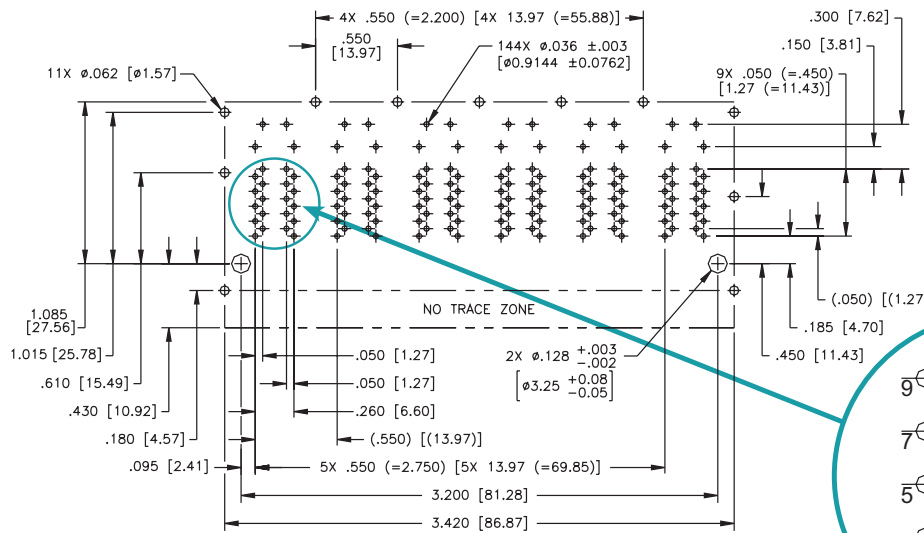 4X .550 (=2.200) [4X 13.97 (=55.88)]
.550
[13.97]
144X ø.036 ±.003
[ø0.9144 ±0.0762]
11X ø.062 [ø1.57]
.300 [7.62]
.150 [3.81]
9X .050 (=.450)
[1.27 (=11.43)]
NO TRACE ZONE
1.085
[27.56]
1.015 [25.78]
.610 [15.49]
.430 [10.92]
.180 [4.57]
.095 [2.41]
.050 [1.27]
.050 [1.27]
.260 [6.60]
(.550) [(13.97)]
5X .550 (=2.750) [5X 13.97 (=69.85)]
3.200 [81.28]
3.420 [86.87]
2X ø.128 +.003
-.002
[ø3.25 +0.08
-0.05]
(.050) [(1.27
.185 [4.70]
.450 [11.43]
9
7
5